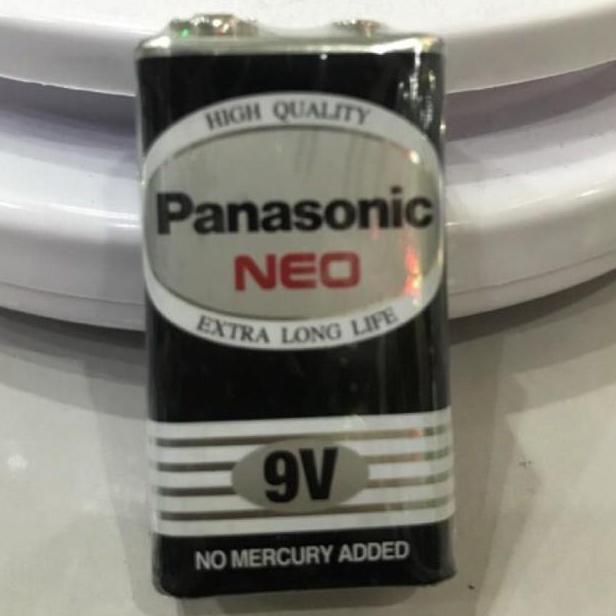 HIGH QUALITY
Panasonic
NEO
EXTRA LONG LIFE
9V
NO MERCURY ADDED